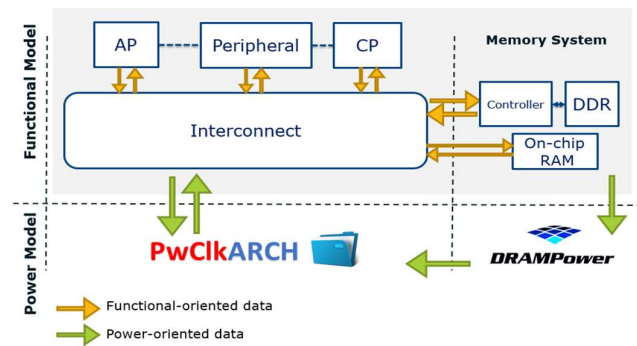 Functional Model
AP
Peripheral
CP
Memory System
Interconnect
Controller
DDR
On-chip
RAM
Power Model
PwClkARCH
DRAMPower
Functional-oriented data
Power-oriented data